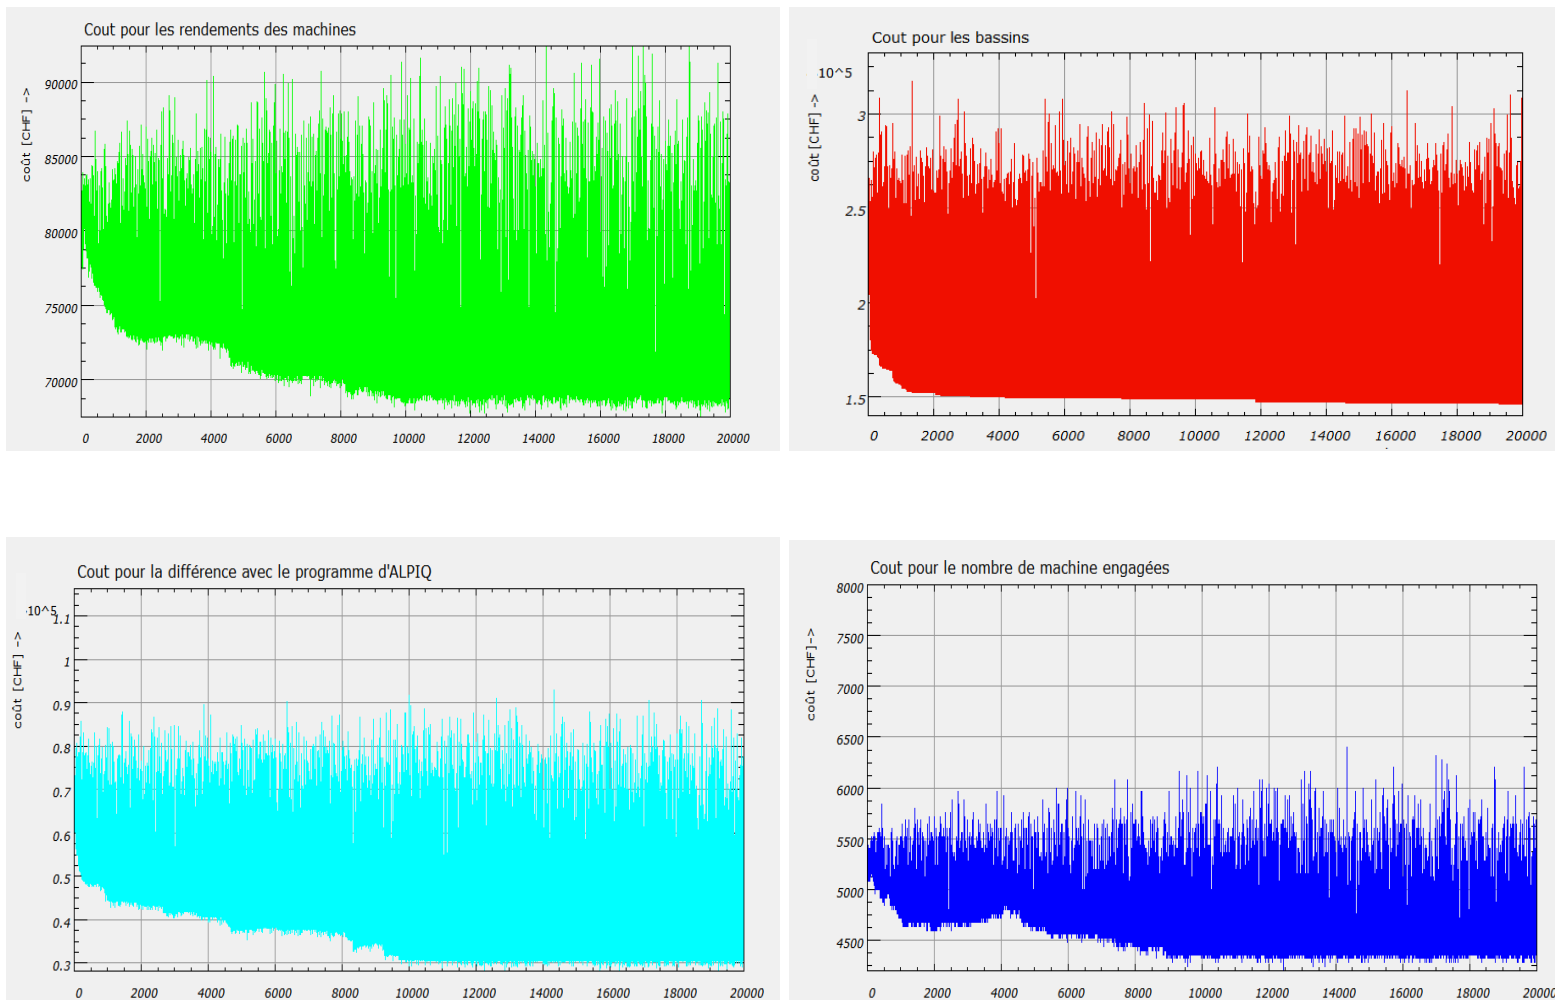 Cout pour les rendements des machines
coût [CHF] ->
90000
85000
80000
75000
70000
0 2000 4000 6000 8000 10000 12000 14000 16000 18000 20000
Cout pour les bassins
10^5
coût [CHF] ->
3
2.5
2
1.5
0 2000 4000 6000 8000 10000 12000 14000 16000 18000 20000
Cout pour la différence avec le programme d'ALPIQ
10^5
coût [CHF] ->
1.1
1
0.9
0.8
0.7
0.6
0.5
0.4
0.3
0 2000 4000 6000 8000 10000 12000 14000 16000 18000 20000
Cout pour le nombre de machine engagées
coût [CHF]->
8000
7500
7000
6500
6000
5500
5000
4500
0 2000 4000 6000 8000 10000 12000 14000 16000 18000 20000